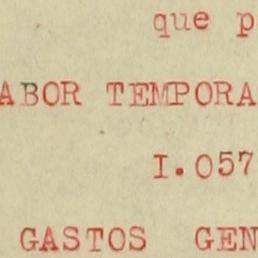 que p
ABOR TEMPORA
I.057
GASTOS GEN